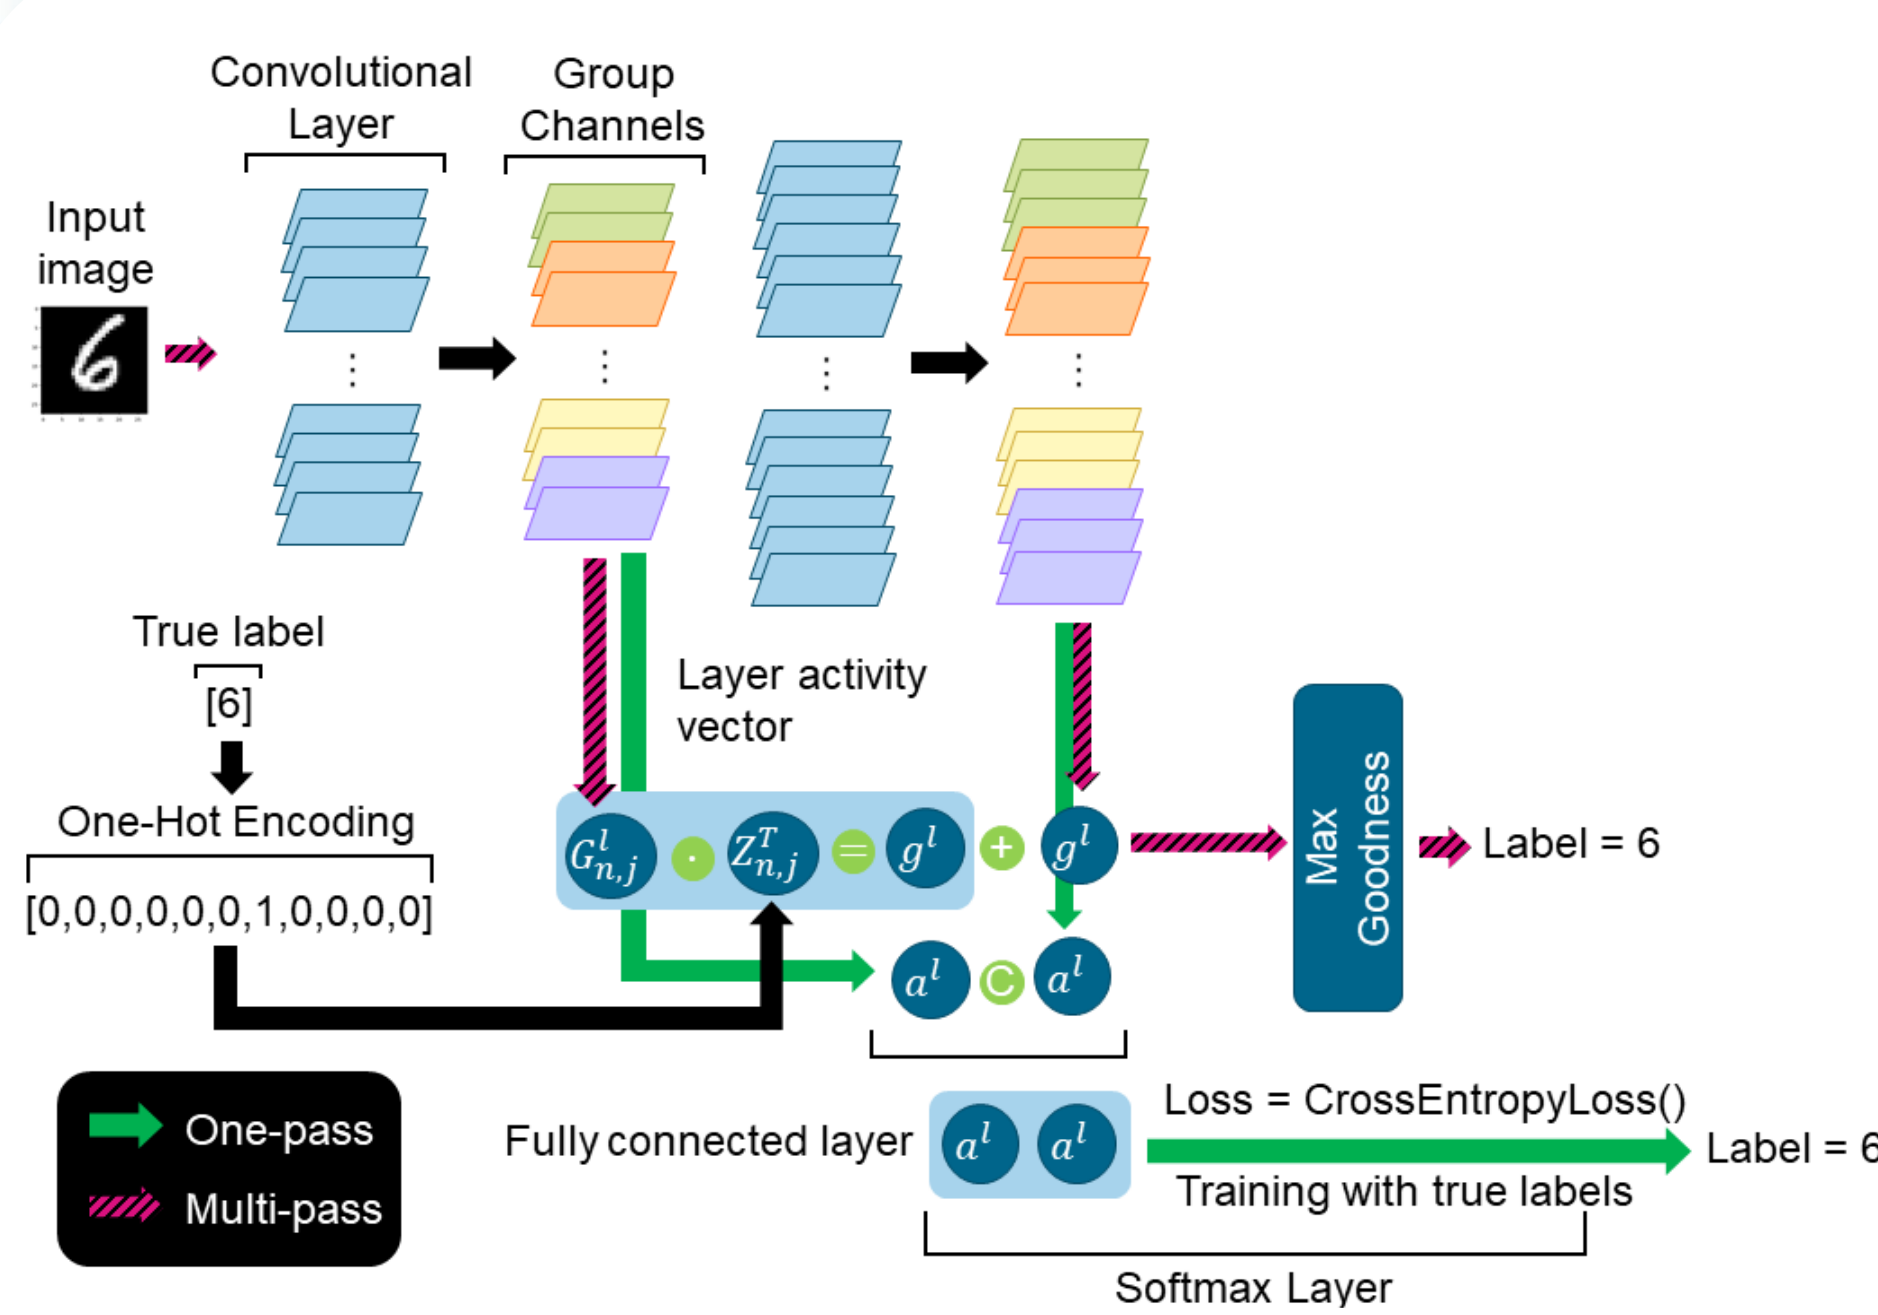 Convolutional
Layer
Group
Channels
Input
image
True label
[6]
One-Hot Encoding
[0,0,0,0,0,0,1,0,0,0,0]
Layer activity
vector
G^l_{n,j} · Z^T_{n,j} = g^l + g^l
a^l C a^l
Max
Goodness
Label = 6
One-pass
Multi-pass
Fully connected layer
a^l a^l
Loss = CrossEntropyLoss()
Training with true labels
Label = 6
Softmax Layer